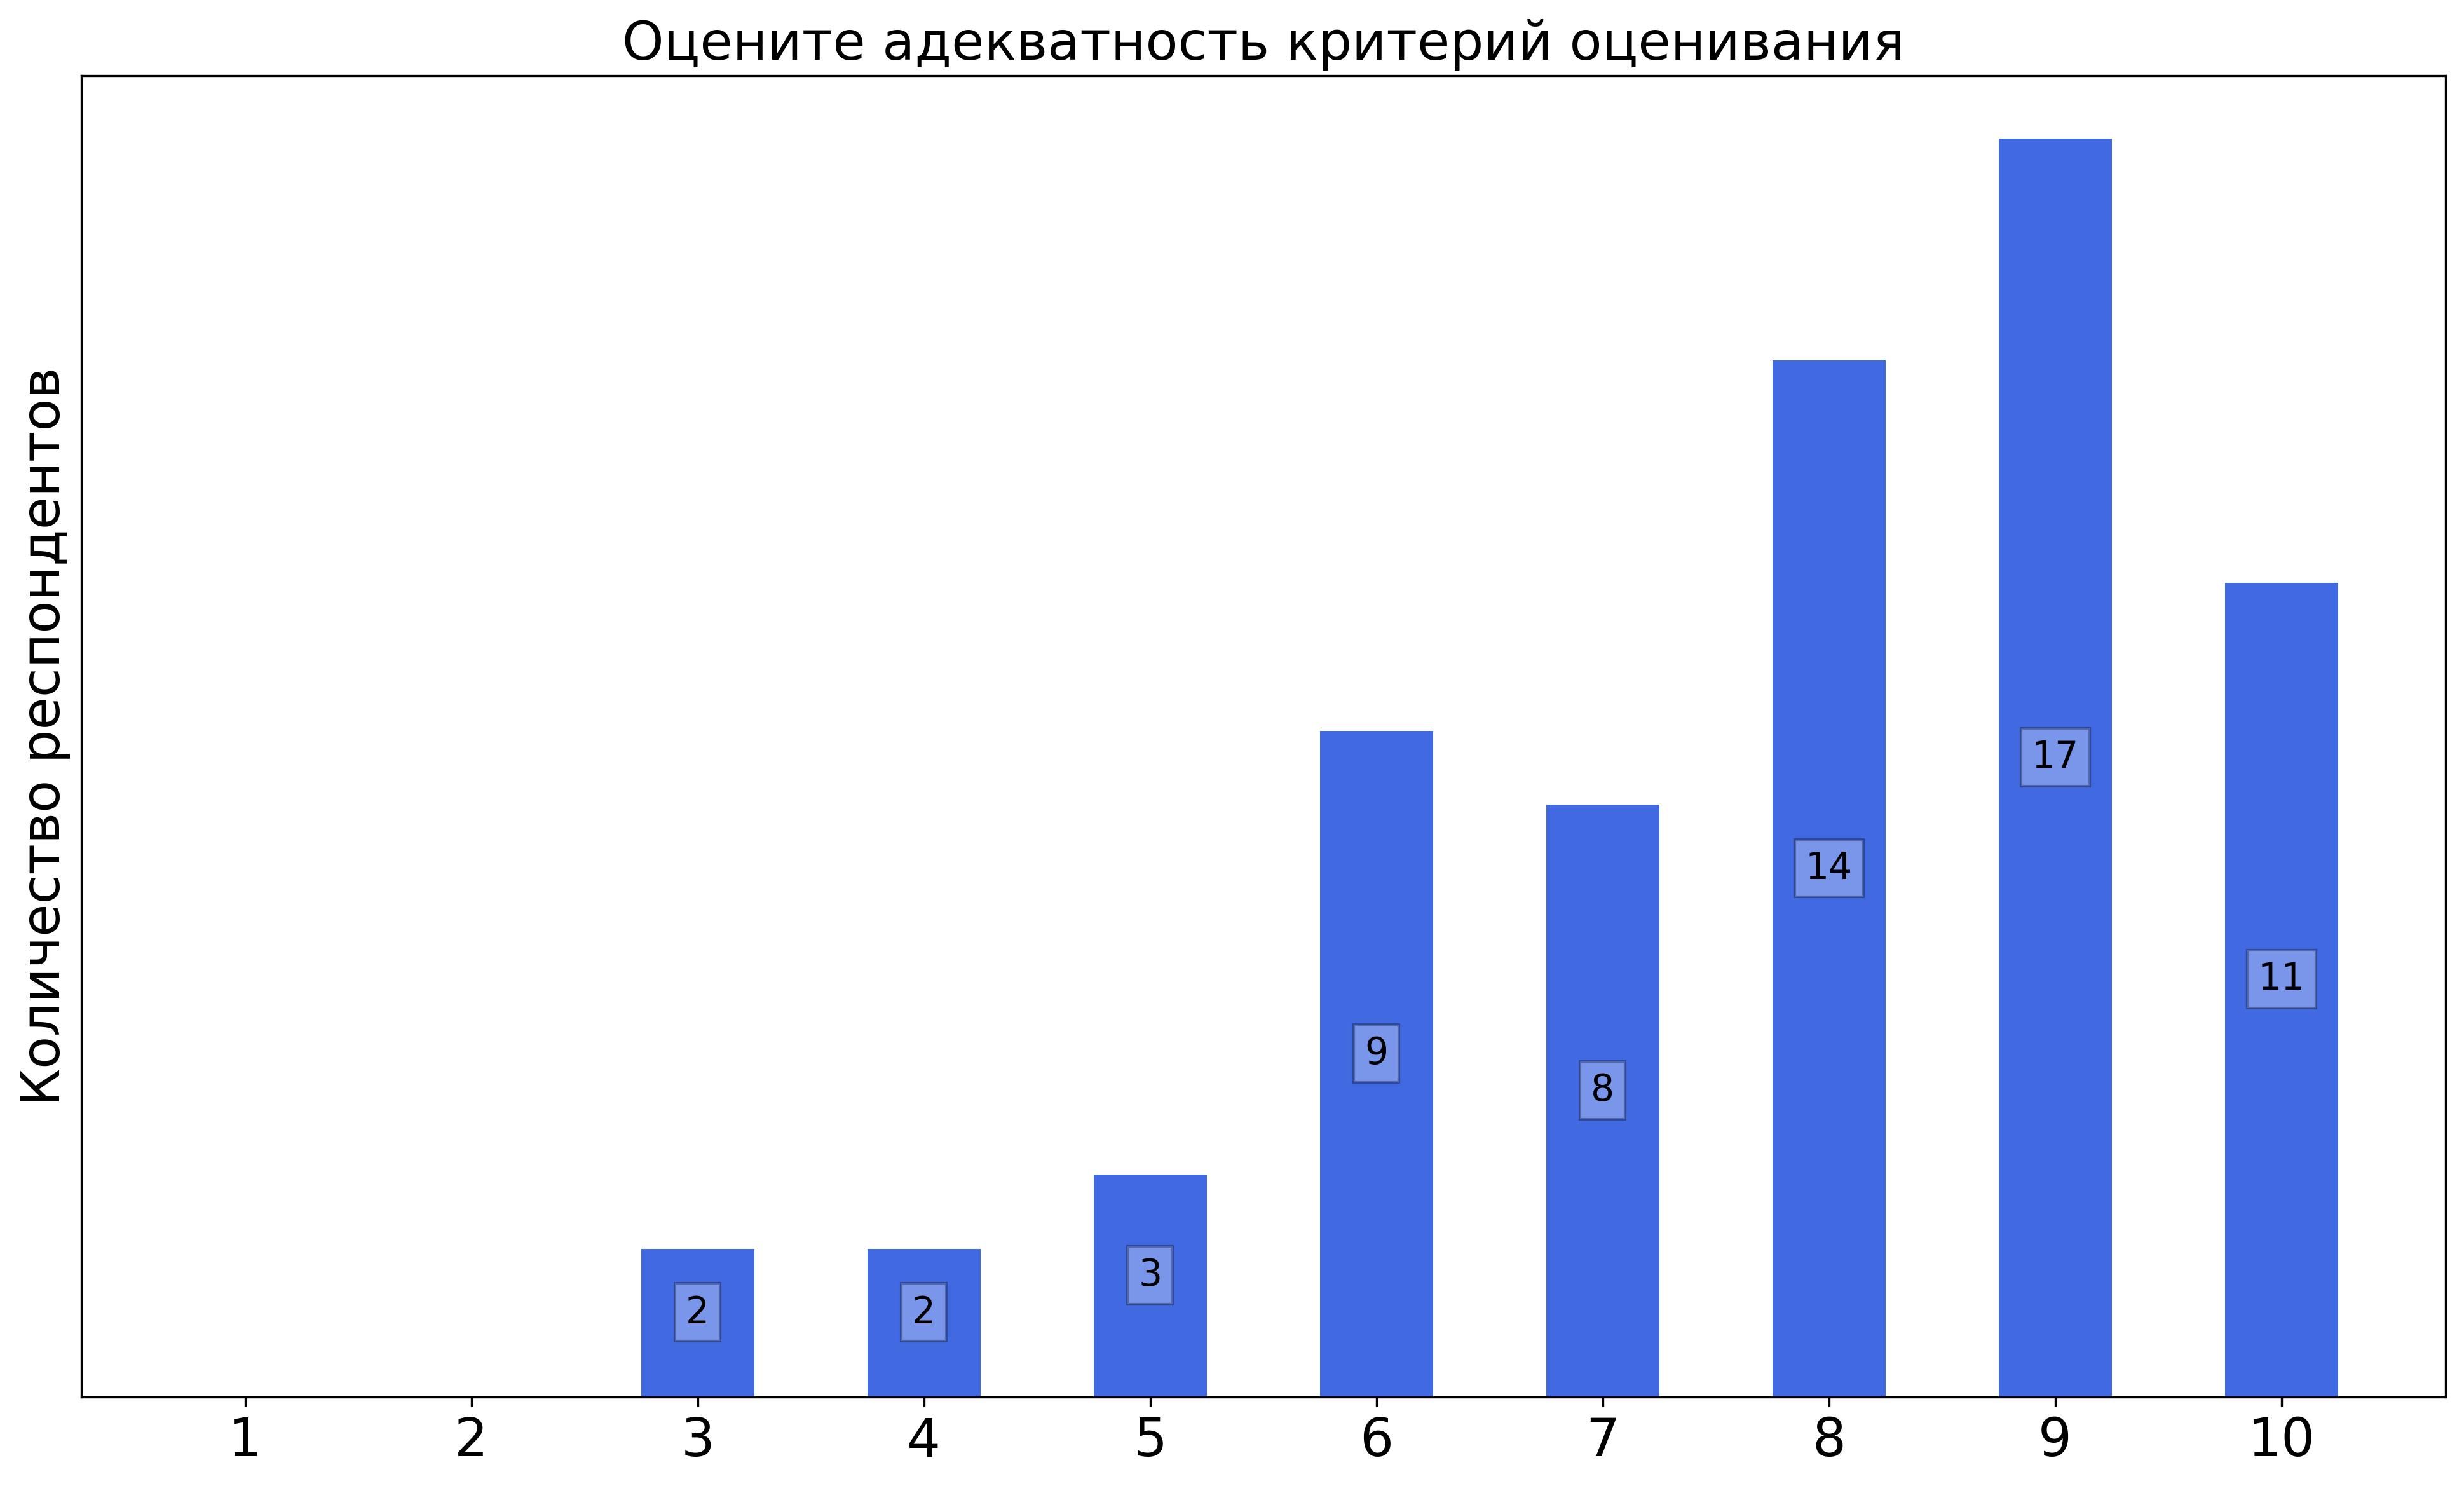 Оцените адекватность критерий оценивания
Количество респондентов
2
2
3
9
8
14
17
11
1 2 3 4 5 6 7 8 9 10